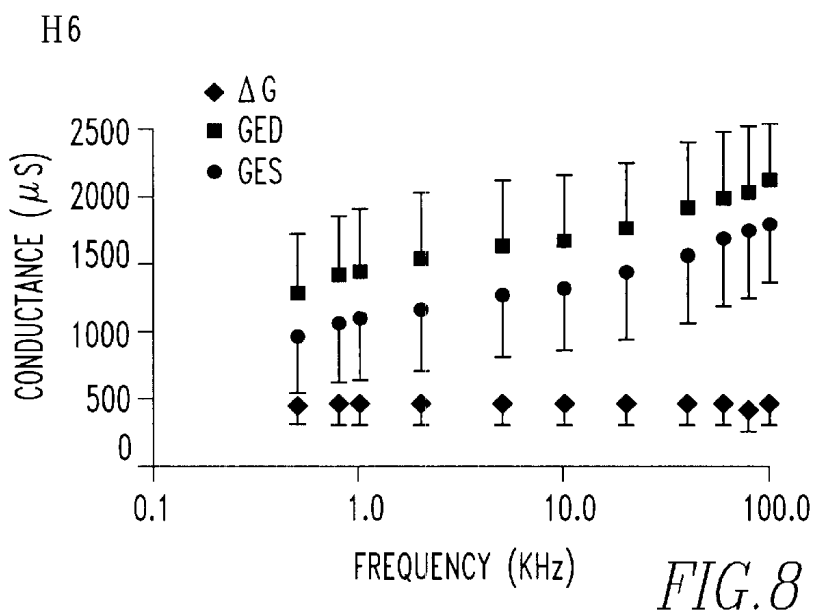 H6
◆ ΔG
■ GED
● GES
CONDUCTANCE (μS)
2500
2000
1500
1000
500
0
0.1 1.0 10.0 100.0
FREQUENCY (KHz)
FIG.8